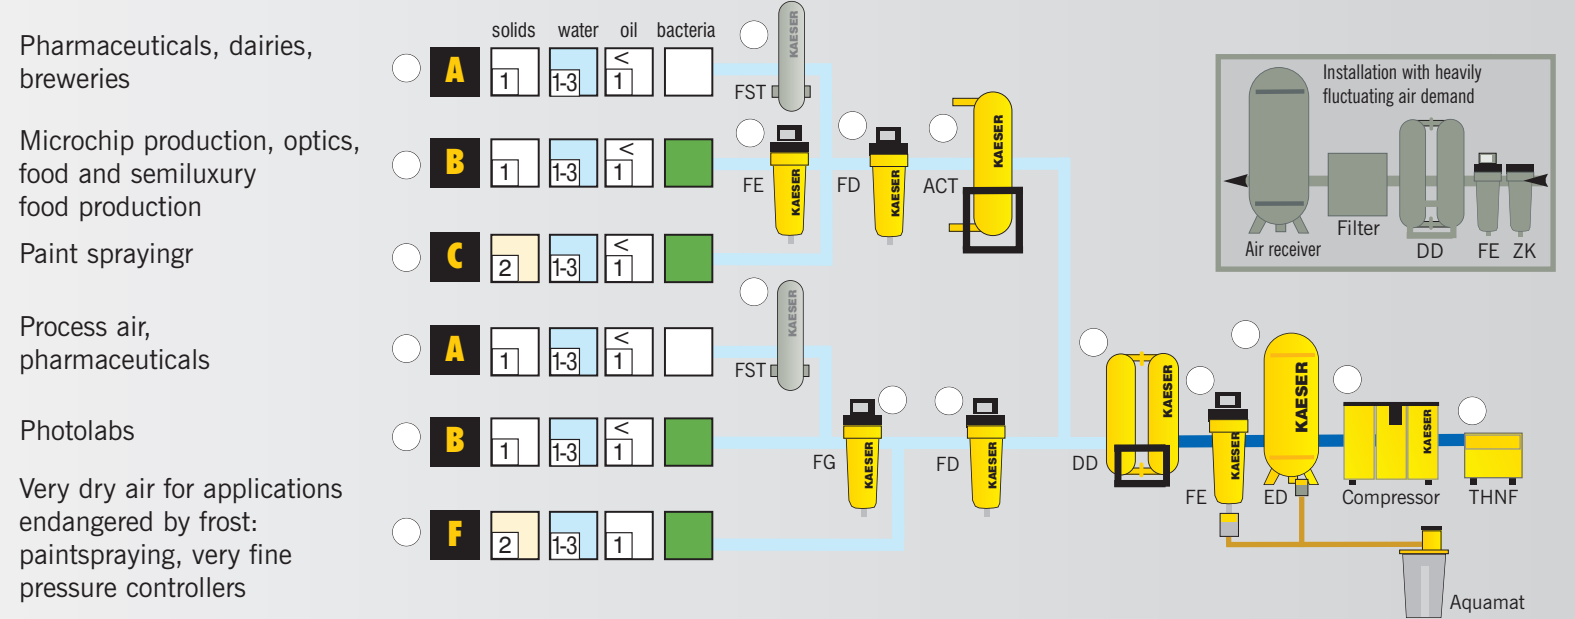 solids water oil bacteria
Pharmaceuticals, dairies,
breweries
A 1 1-3 < 1
KAESER
FST
Microchip production, optics,
food and semiluxury
food production
B 1 1-3 < 1
FE KAESER
FD KAESER
ACT KAESER
Paint sprayingr
C 2 1-3 < 1
Process air,
pharmaceuticals
A 1 1-3 < 1
KAESER
FST
Photolabs
B 1 1-3 < 1
FG KAESER
FD KAESER
DD KAESER
FE KAESER
ED KAESER
Compressor KAESER
THNF
Very dry air for applications
endangered by frost:
paintspraying, very fine
pressure controllers
F 2 1-3 1
Aquamat
Installation with heavily
fluctuating air demand
Air receiver
Filter
DD
FE ZK